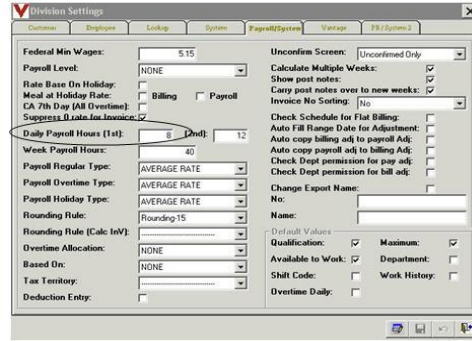 Division Settings
Customer Employee Lookup System Payroll/System Vantage PR/System 2
Federal Min Wages: 5.15
Payroll Level: NONE
Rate Base On Holiday:
Meal at Holiday Rate: Billing Payroll
CA 7th Day (All Overtime):
Suppress 0 rate for Invoice:
Daily Payroll Hours (1st): 8 (2nd): 12
Week Payroll Hours: 40
Payroll Regular Type: AVERAGE RATE
Payroll Overtime Type: AVERAGE RATE
Payroll Holiday Type: AVERAGE RATE
Rounding Rule: Rounding-15
Rounding Rule (Calc InV):
Overtime Allocation: NONE
Based On: NONE
Tax Territory:
Deduction Entry:
Unconfirm Screen: Unconfirmed Only
Calculate Multiple Weeks:
Show post notes:
Carry post notes over to new weeks:
Invoice No Sorting: No
Check Schedule for Flat Billing:
Auto Fill Range Date for Adjustment:
Auto copy billing adj to payroll Adj:
Auto copy payroll adj to billing Adj:
Check Dept permission for pay adj:
Check Dept permission for bill adj:
Change Export Name:
No:
Name:
Default Values
Qualification: Maximum:
Available to Work: Department:
Shift Code: Work History:
Overtime Daily: